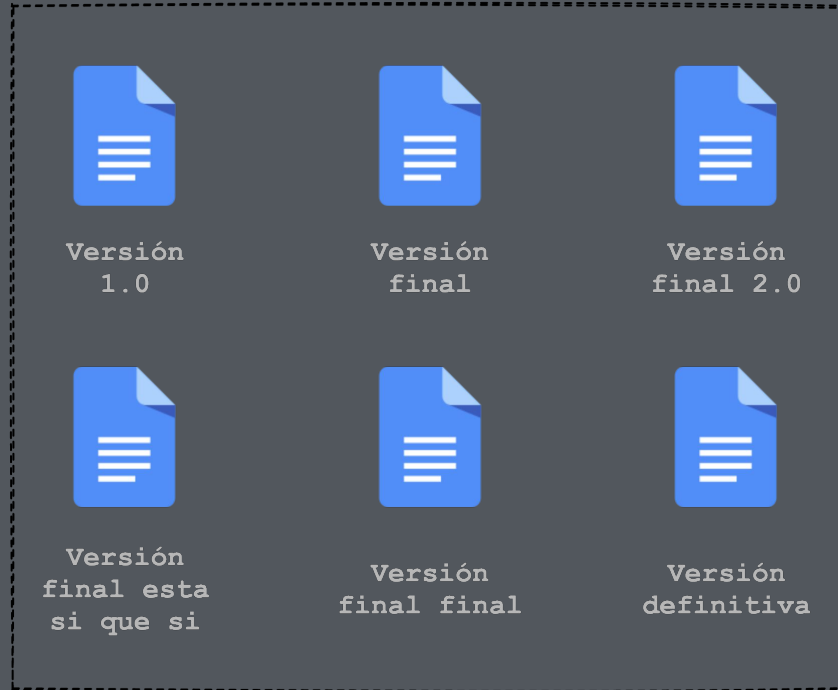 Versión
1.0
Versión
final
Versión
final 2.0
Versión
final esta
si que si
Versión
final final
Versión
definitiva